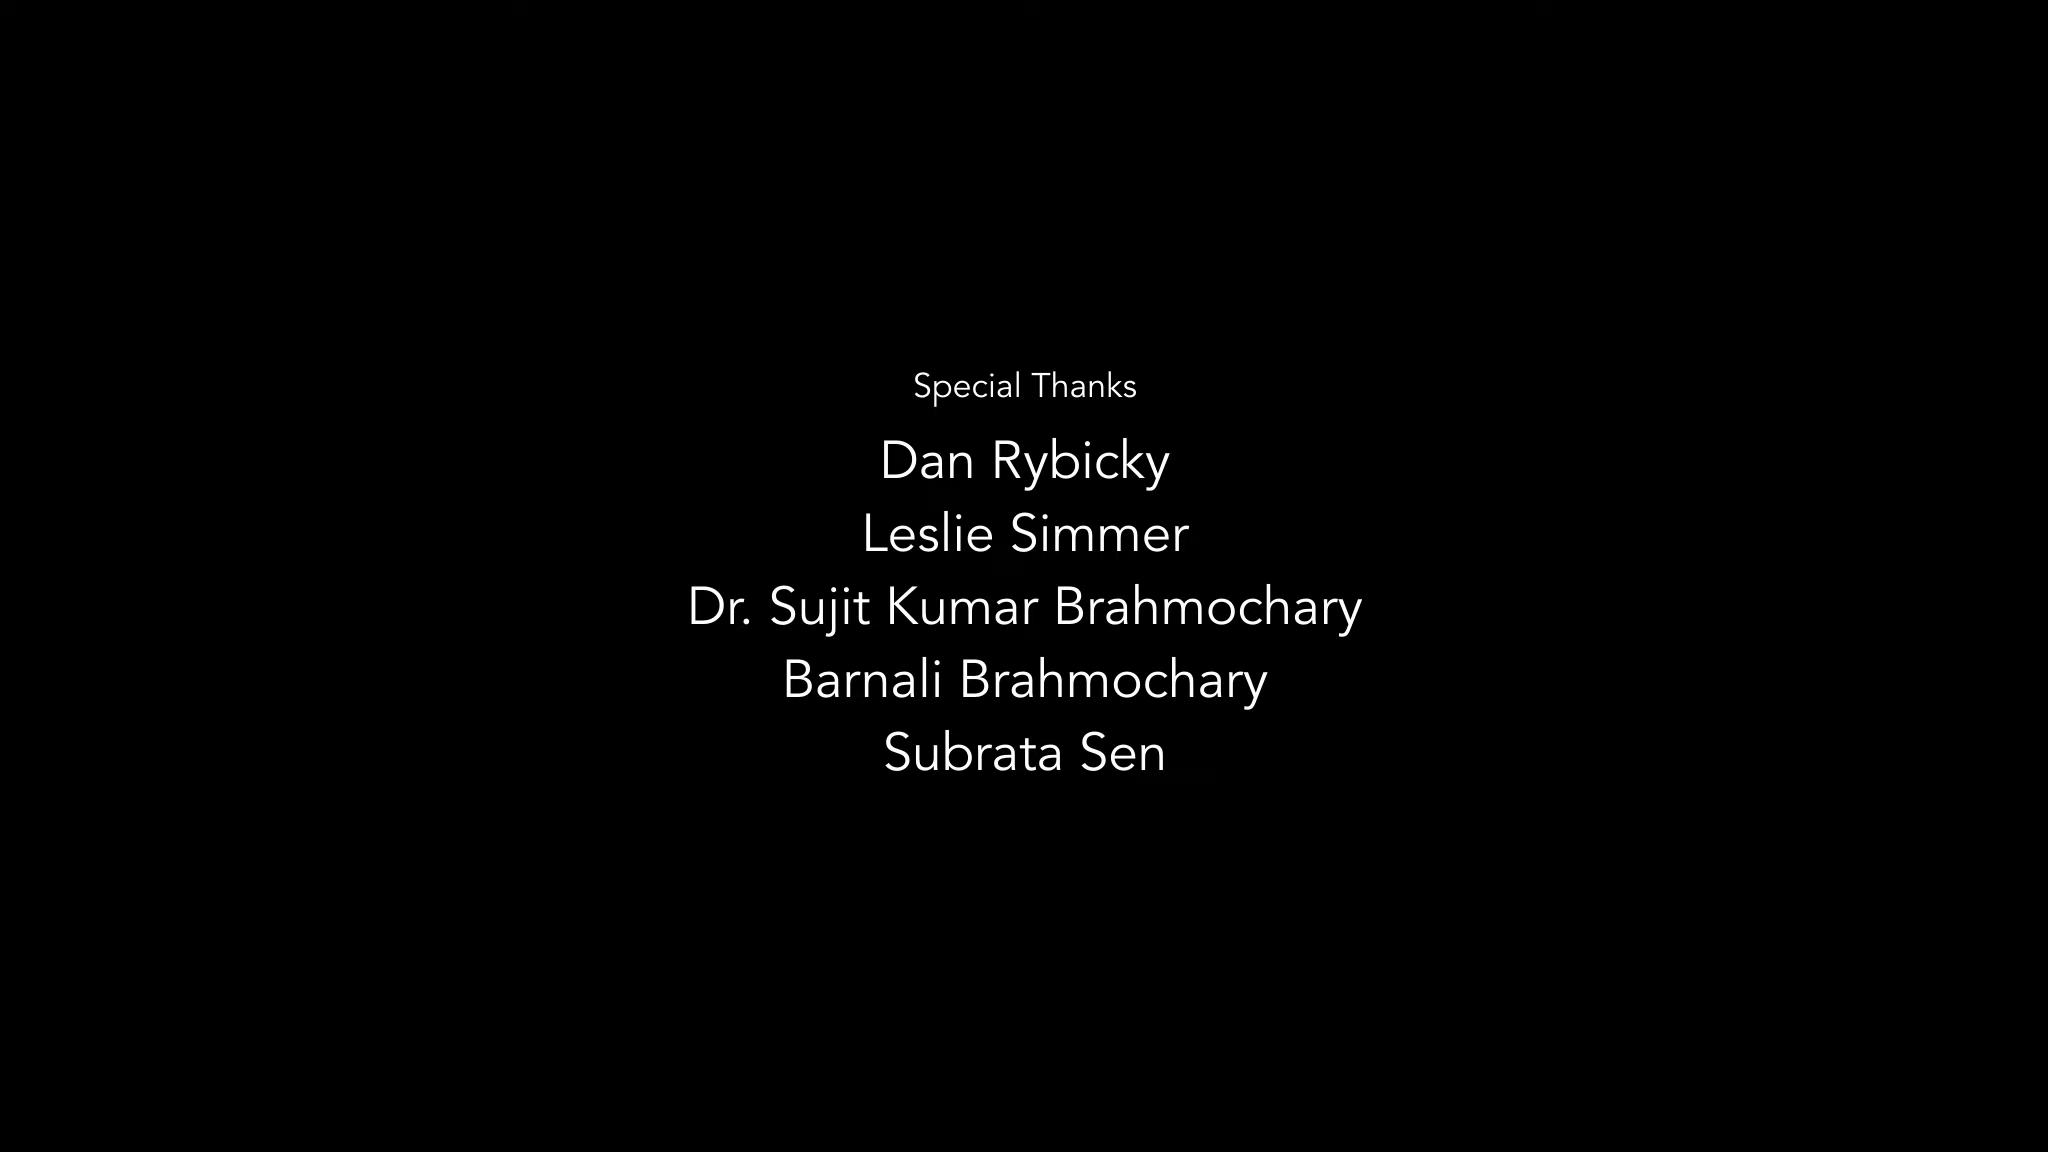 Special Thanks
Dan Rybicky
Leslie Simmer
Dr. Sujit Kumar Brahmochary
Barnali Brahmochary
Subrata Sen